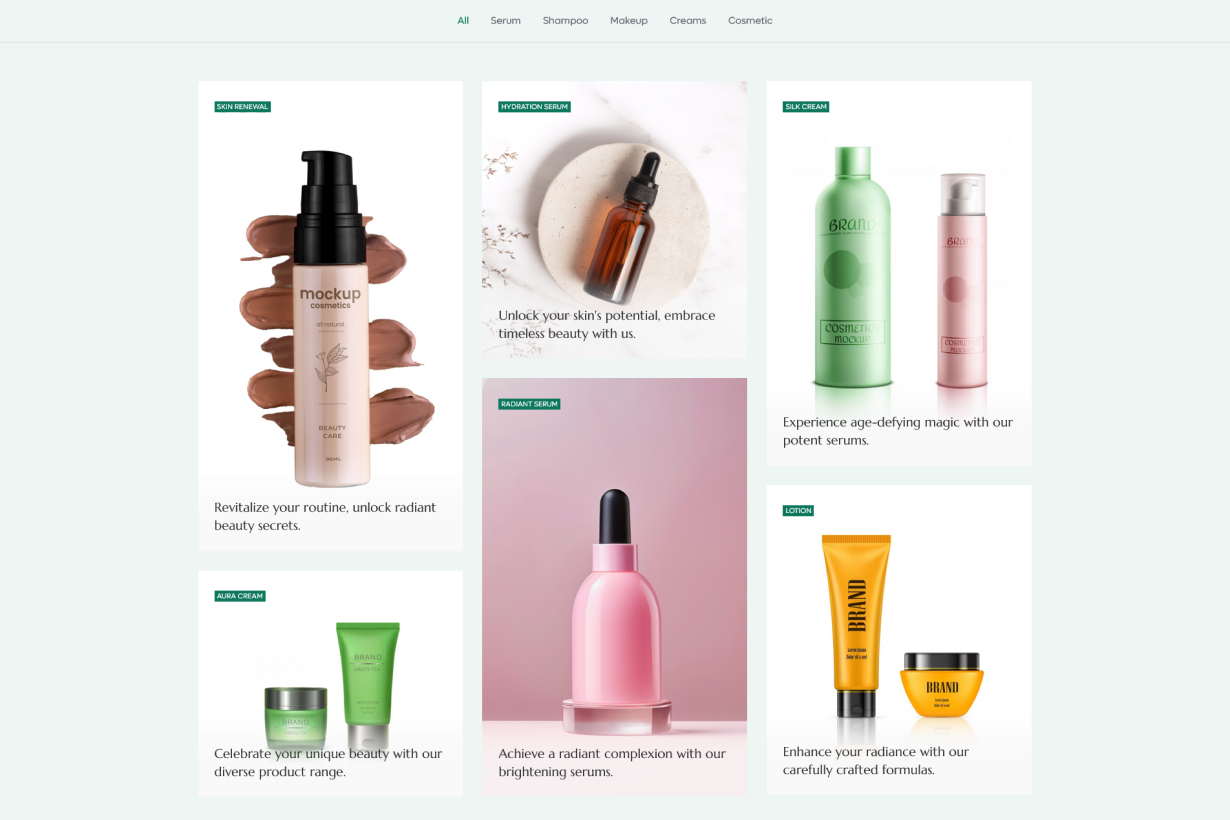 All Serum Shampoo Makeup Creams Cosmetic
SKIN RENEWAL
mockup
cosmetics
all natural.
BEAUTY
CARE
Revitalize your routine, unlock radiant
beauty secrets.
AURA CREAM
BRAND
GREEN TEA
BRAND
GREEN TEA
Celebrate your unique beauty with our
diverse product range.
HYDRATION SERUM
Unlock your skin's potential, embrace
timeless beauty with us.
RADIANT SERUM
Achieve a radiant complexion with our
brightening serums.
SILK CREAM
BRAND
COSMETIC
MOCKUP
BRAND
COSMETIC
MOCKUP
Experience age-defying magic with our
potent serums.
LOTION
BRAND
BRAND
Enhance your radiance with our
carefully crafted formulas.